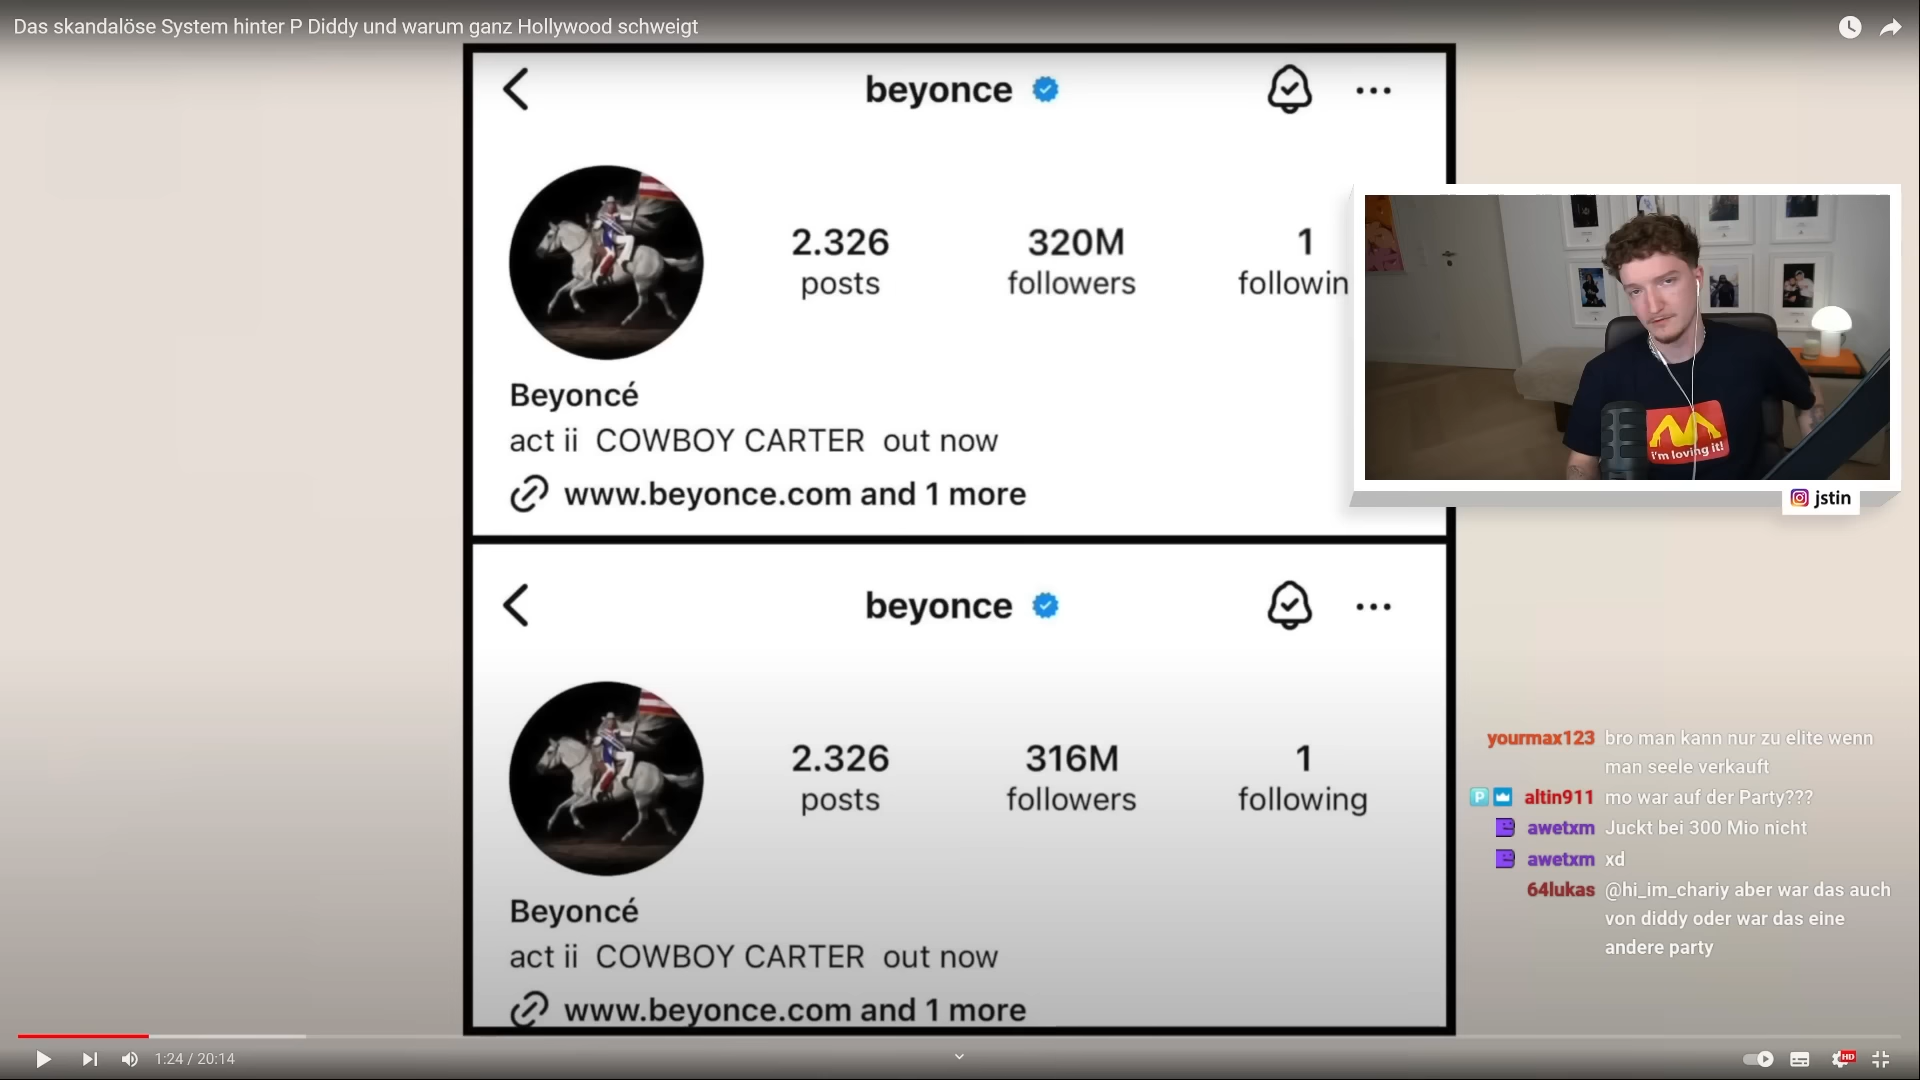 Das skandalöse System hinter P Diddy und warum ganz Hollywood schweigt
beyonce
2.326
posts
320M
followers
1
followin
Beyoncé
act ii COWBOY CARTER out now
www.beyonce.com and 1 more
i'm loving it!
jstin
beyonce
2.326
posts
316M
followers
1
following
Beyoncé
act ii COWBOY CARTER out now
www.beyonce.com and 1 more
yourmax123 bro man kann nur zu elite wenn
man seele verkauft
P altin911 mo war auf der Party???
awetxm Juckt bei 300 Mio nicht
awetxm xd
64lukas @hi_im_chariy aber war das auch
von diddy oder war das eine
andere party
1:24 / 20:14
HD